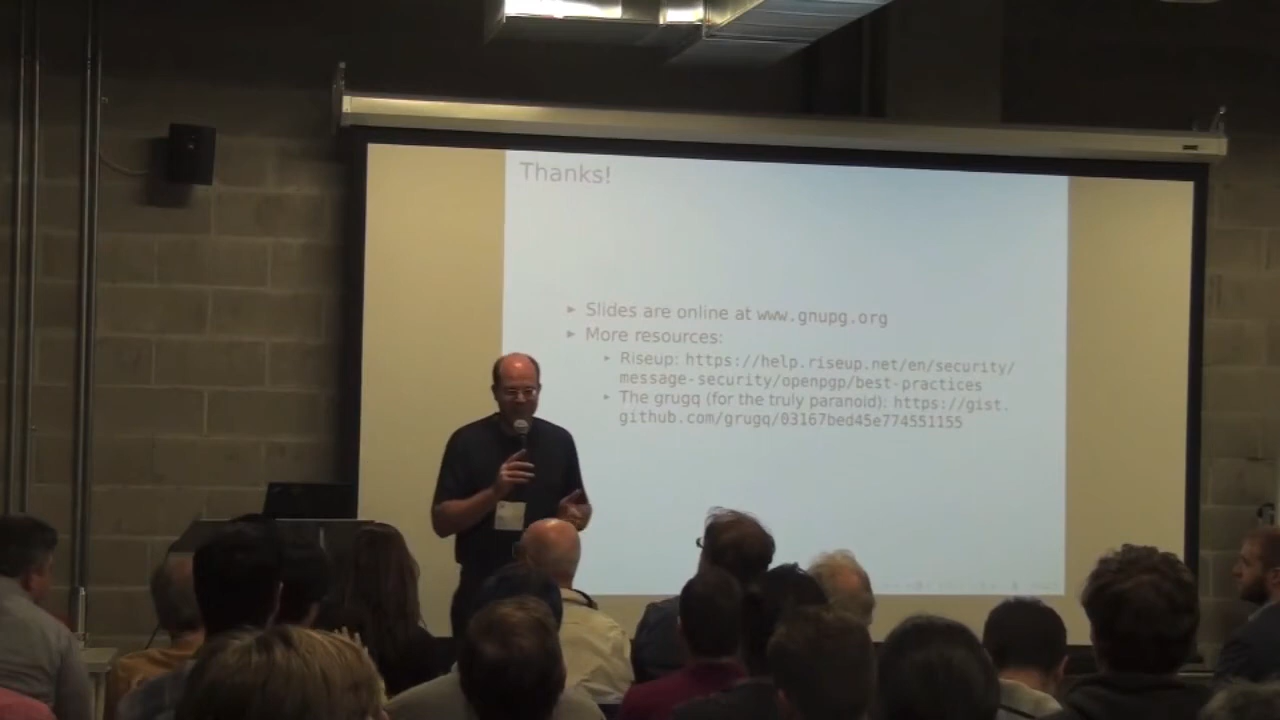 Thanks!
▸ Slides are online at www.gnupg.org
▸ More resources:
▸ Riseup: https://help.riseup.net/en/security/
message-security/openpgp/best-practices
▸ The grugq (for the truly paranoid): https://gist.
github.com/grugq/03167bed45e774551155